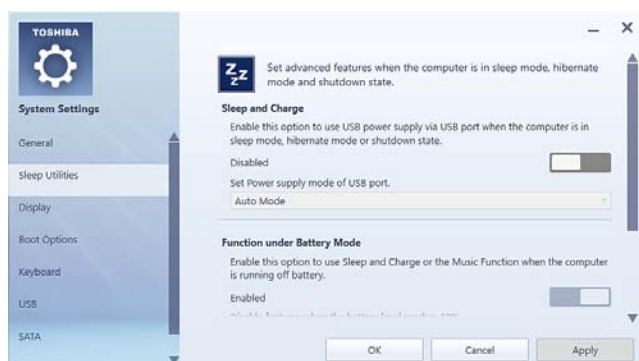 TOSHIBA
System Settings
General
Sleep Utilities
Display
Boot Options
Keyboard
USB
SATA
ZZZ
Set advanced features when the computer is in sleep mode, hibernate
mode and shutdown state.
Sleep and Charge
Enable this option to use USB power supply via USB port when the computer is in
sleep mode, hibernate mode or shutdown state.
Disabled
Set Power supply mode of USB port.
Auto Mode
Function under Battery Mode
Enable this option to use Sleep and Charge or the Music Function when the computer
is running off battery.
Enabled
OK
Cancel
Apply